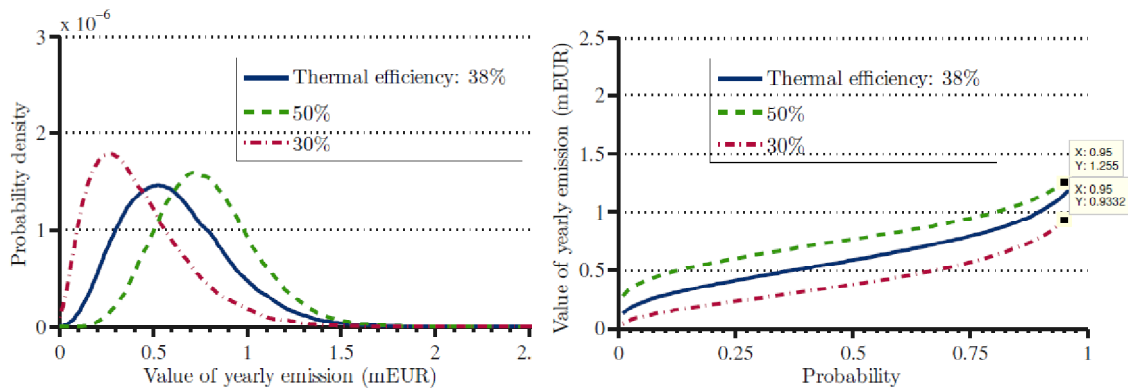 x 10⁻⁶
3
2
1
0
Probability density
Thermal efficiency: 38%
50%
30%
0 0.5 1 1.5 2 2.
Value of yearly emission (mEUR)
2.5
2
1.5
1
0.5
0
Value of yearly emission (mEUR)
Thermal efficiency: 38%
50%
30%
X: 0.95
Y: 1.255
X: 0.95
Y: 0.9332
0 0.25 0.5 0.75 1
Probability